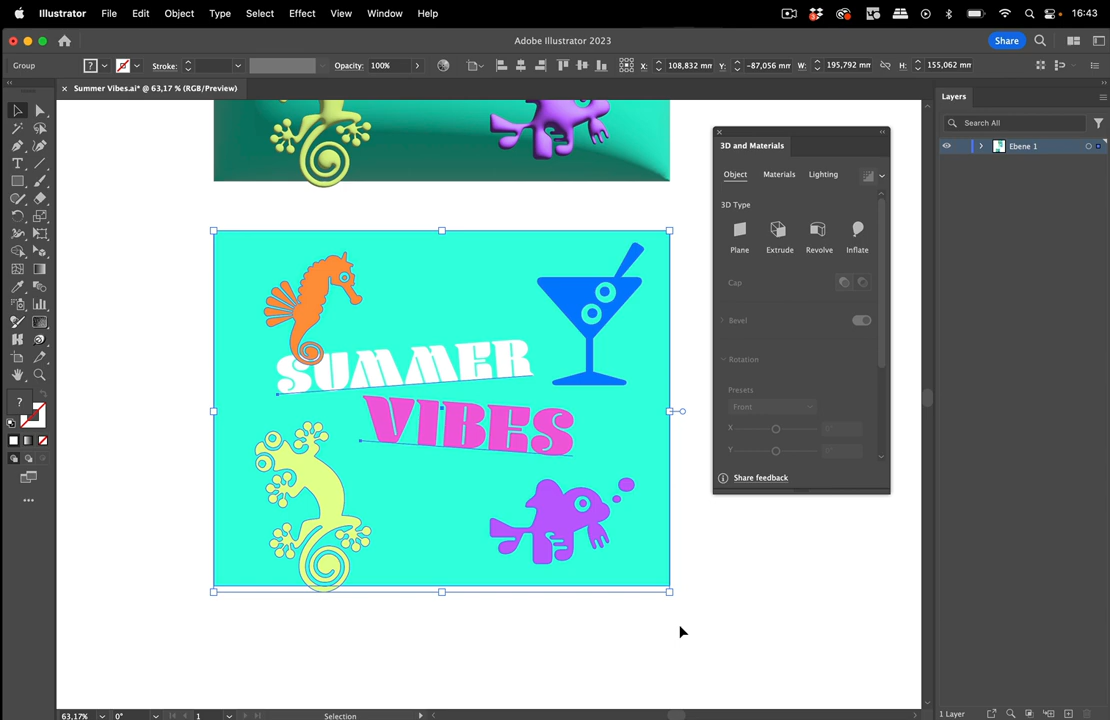 Illustrator File Edit Object Type Select Effect View Window Help 16:43
Adobe Illustrator 2023 Share
Group ? Stroke: Opacity: 100% X: 108,832 mm Y: -87,056 mm W: 195,792 mm H: 155,062 mm
× Summer Vibes.ai* @ 63,17 % (RGB/Preview) Layers
Search All
3D and Materials
Ebene 1
Object Materials Lighting
3D Type
Plane Extrude Revolve Inflate
Cap
Bevel
Rotation
Presets
Front
X
Y
Share feedback
SUMMER
VIBES
?
63,17% 0° 1 Selection 1 Layer